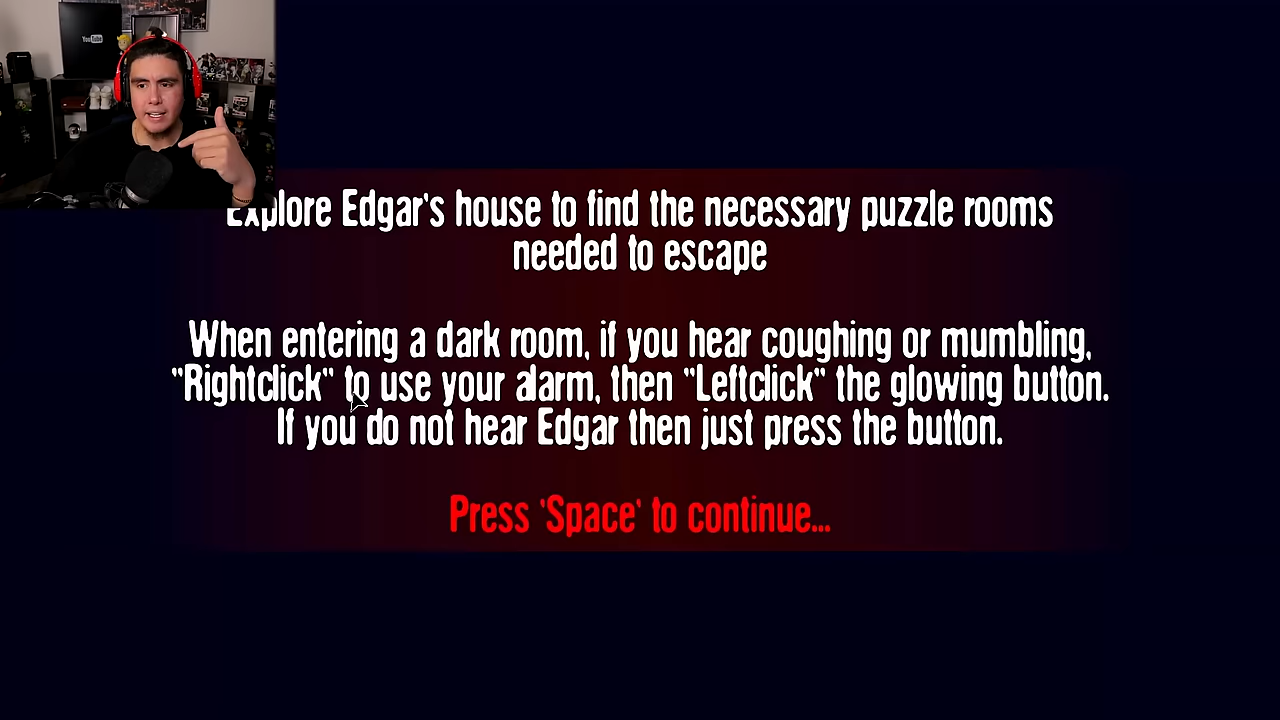 YouTube
Explore Edgar's house to find the necessary puzzle rooms
needed to escape
When entering a dark room, if you hear coughing or mumbling,
"Rightclick" to use your alarm, then "Leftclick" the glowing button.
If you do not hear Edgar then just press the button.
Press 'Space' to continue...